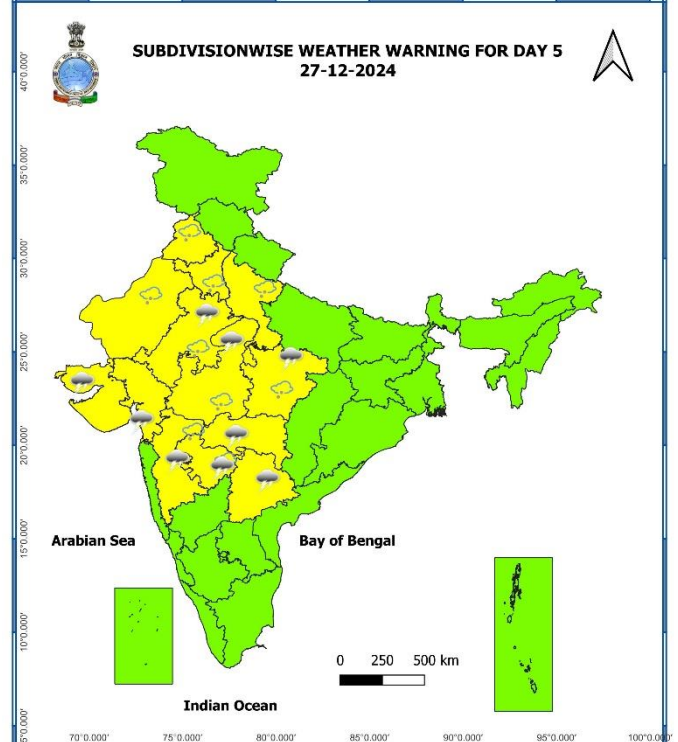 SUBDIVISIONWISE WEATHER WARNING FOR DAY 5
27-12-2024
40°0.000'
35°0.000'
30°0.000'
25°0.000'
20°0.000'
15°0.000'
10°0.000'
5°0.000'
Arabian Sea
Bay of Bengal
0 250 500 km
Indian Ocean
70°0.000' 75°0.000' 80°0.000' 85°0.000' 90°0.000' 95°0.000' 100°0.000'